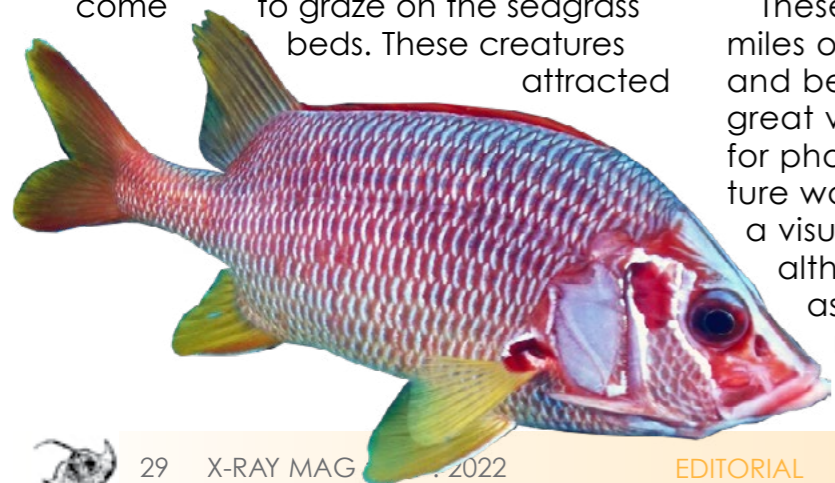 come to graze on the seagrass
beds. These creatures
attracted
These
miles o
and be
great v
for pho
ture wa
a visu
alth
as
29 X-RAY MAG : 2022
EDITORIAL